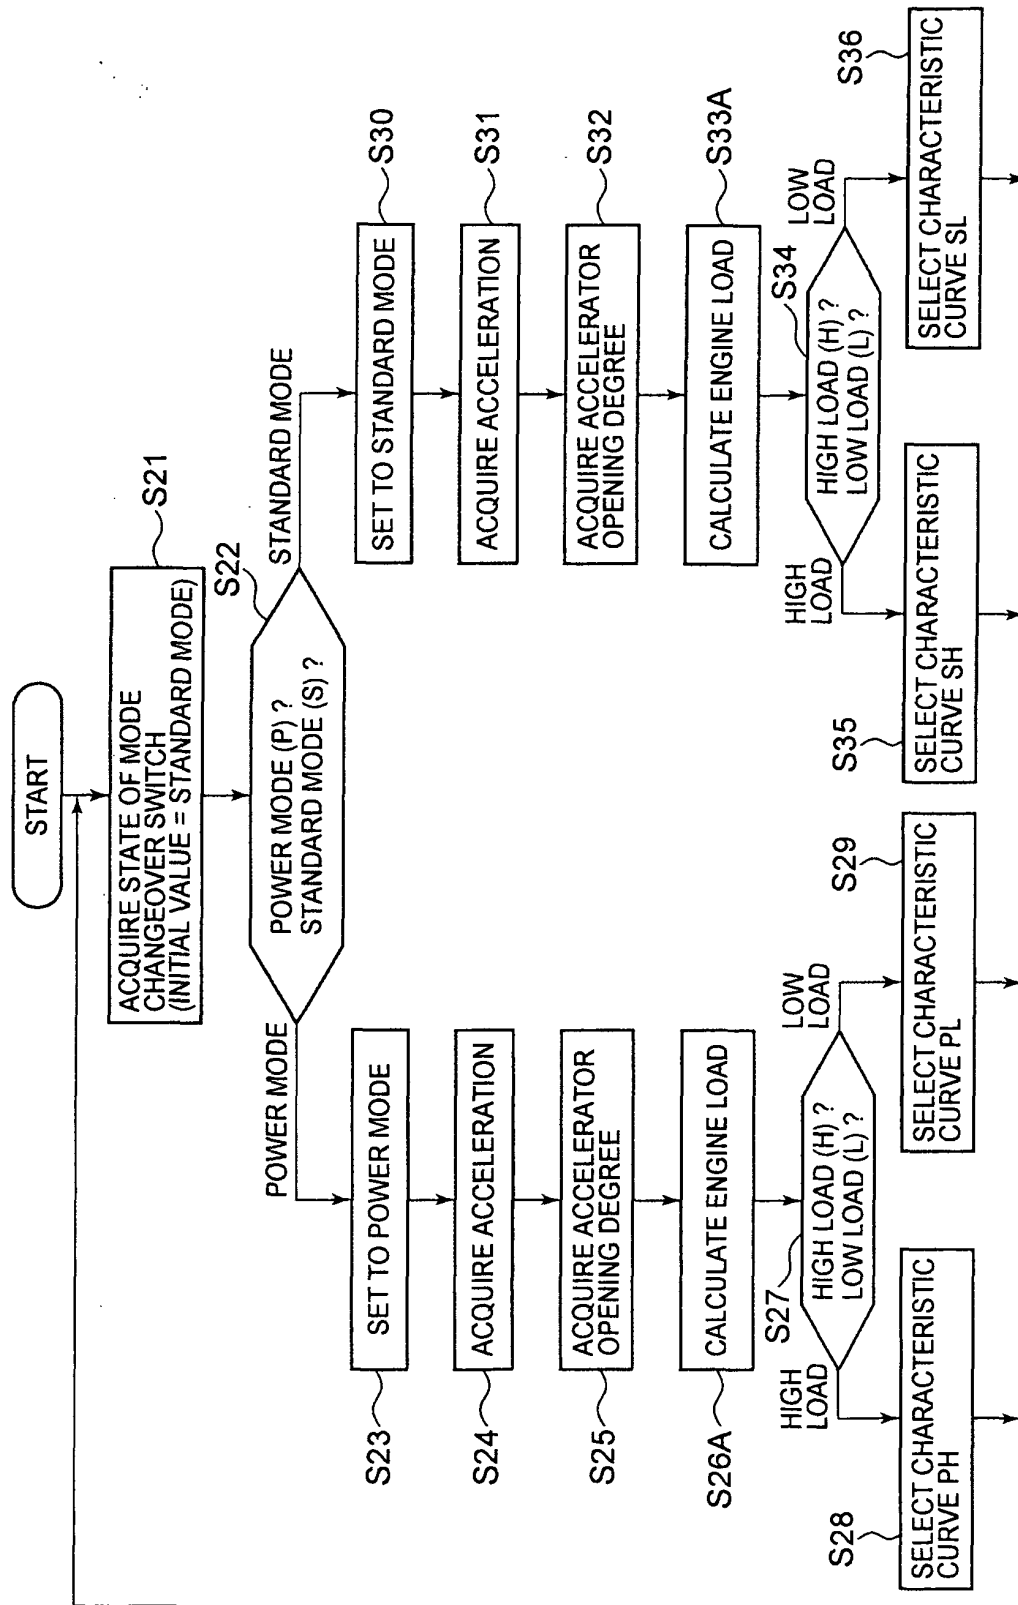 START
ACQUIRE STATE OF MODE
CHANGEOVER SWITCH
(INITIAL VALUE = STANDARD MODE)
S21
S22
POWER MODE (P) ?
STANDARD MODE (S) ?
POWER MODE
STANDARD MODE
S23
SET TO POWER MODE
S24
ACQUIRE ACCELERATION
S25
ACQUIRE ACCELERATOR
OPENING DEGREE
S26A
CALCULATE ENGINE LOAD
S27
HIGH LOAD (H) ?
LOW LOAD (L) ?
HIGH
LOAD
LOW
LOAD
S28
SELECT CHARACTERISTIC
CURVE PH
S29
SELECT CHARACTERISTIC
CURVE PL
SET TO STANDARD MODE
S30
ACQUIRE ACCELERATION
S31
ACQUIRE ACCELERATOR
OPENING DEGREE
S32
CALCULATE ENGINE LOAD
S33A
S34
HIGH LOAD (H) ?
LOW LOAD (L) ?
HIGH
LOAD
LOW
LOAD
S35
SELECT CHARACTERISTIC
CURVE SH
S36
SELECT CHARACTERISTIC
CURVE SL